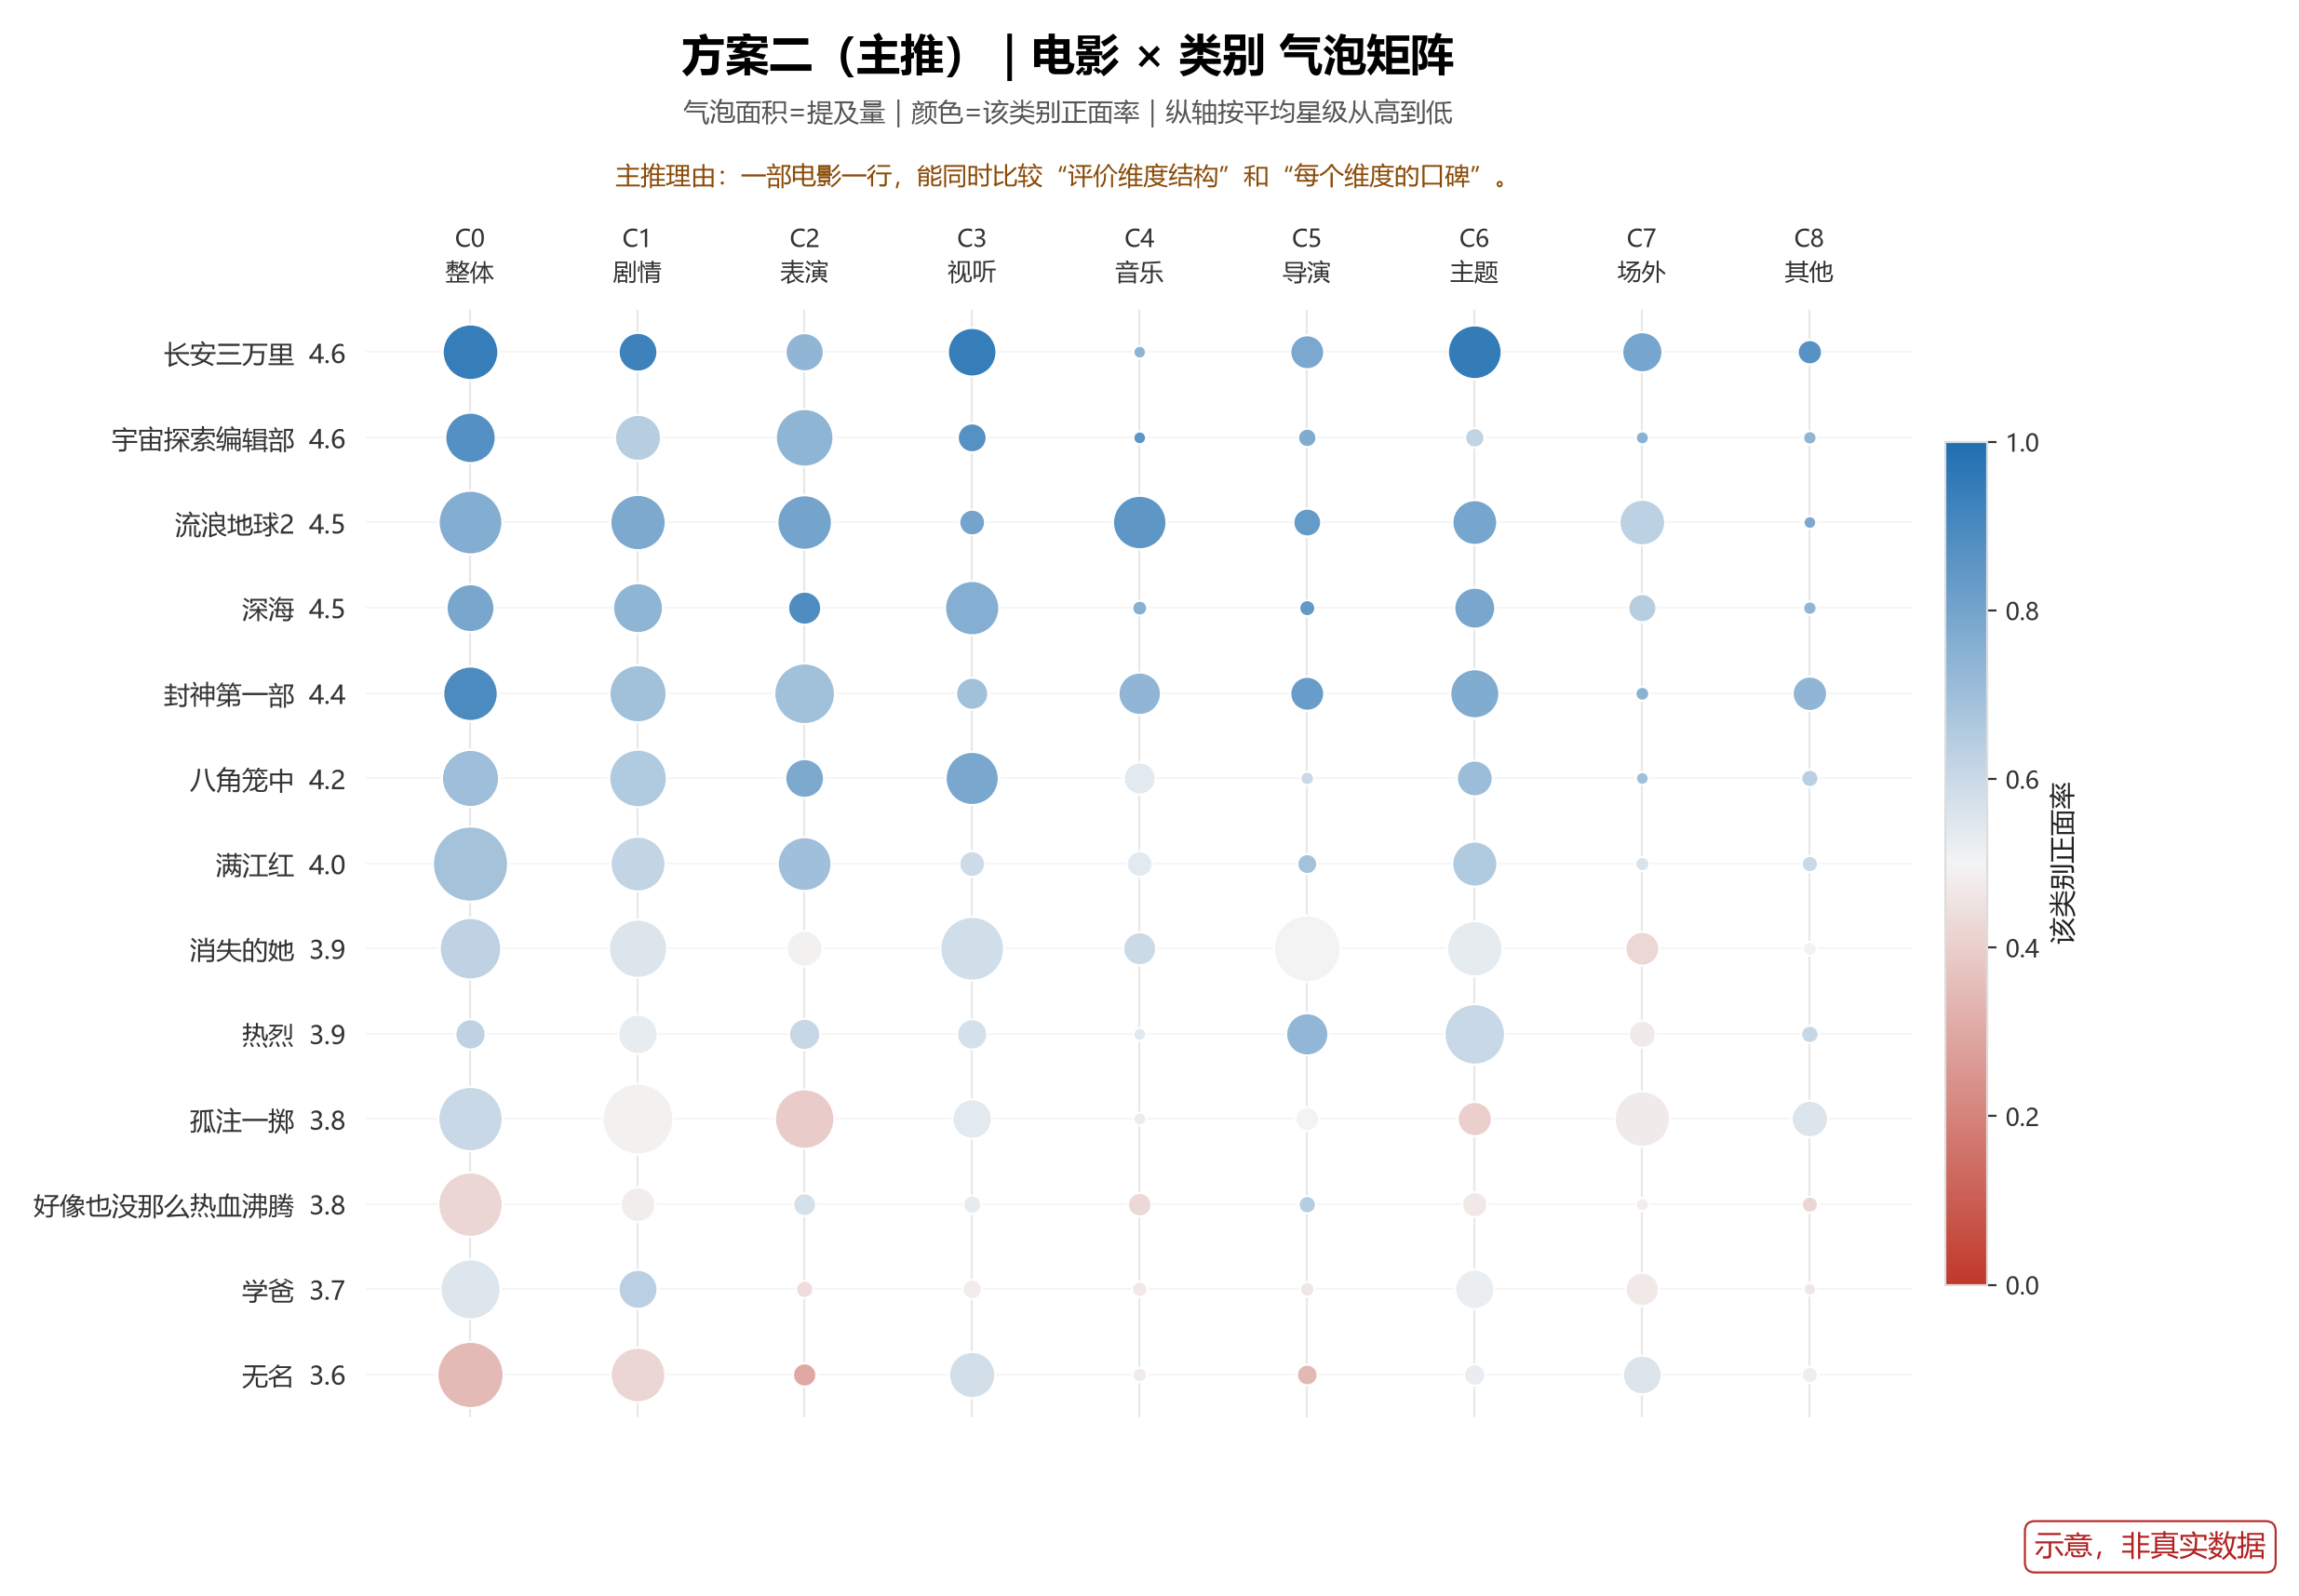 方案二（主推）｜电影 × 类别 气泡矩阵
气泡面积=提及量｜颜色=该类别正面率｜纵轴按平均星级从高到低
主推理由：一部电影一行，能同时比较“评价维度结构”和“每个维度的口碑”。
C0 C1 C2 C3 C4 C5 C6 C7 C8
整体 剧情 表演 视听 音乐 导演 主题 场外 其他
长安三万里 4.6
宇宙探索编辑部 4.6
流浪地球2 4.5
深海 4.5
封神第一部 4.4
八角笼中 4.2
满江红 4.0
消失的她 3.9
热烈 3.9
孤注一掷 3.8
好像也没那么热血沸腾 3.8
学爸 3.7
无名 3.6
1.0
0.8
0.6
0.4
0.2
0.0
该类别正面率
示意，非真实数据